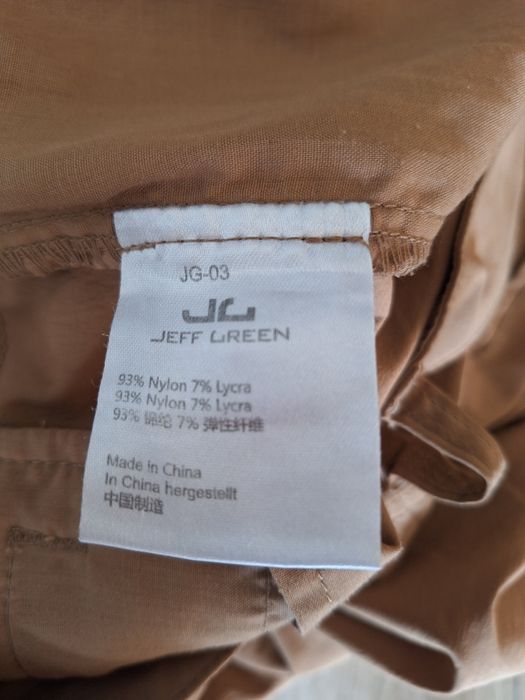 JG-03
JG
JEFF GREEN
93% Nylon 7% Lycra
93% Nylon 7% Lycra
93% 锦纶 7% 弹性纤维
Made in China
In China hergestellt
中国制造